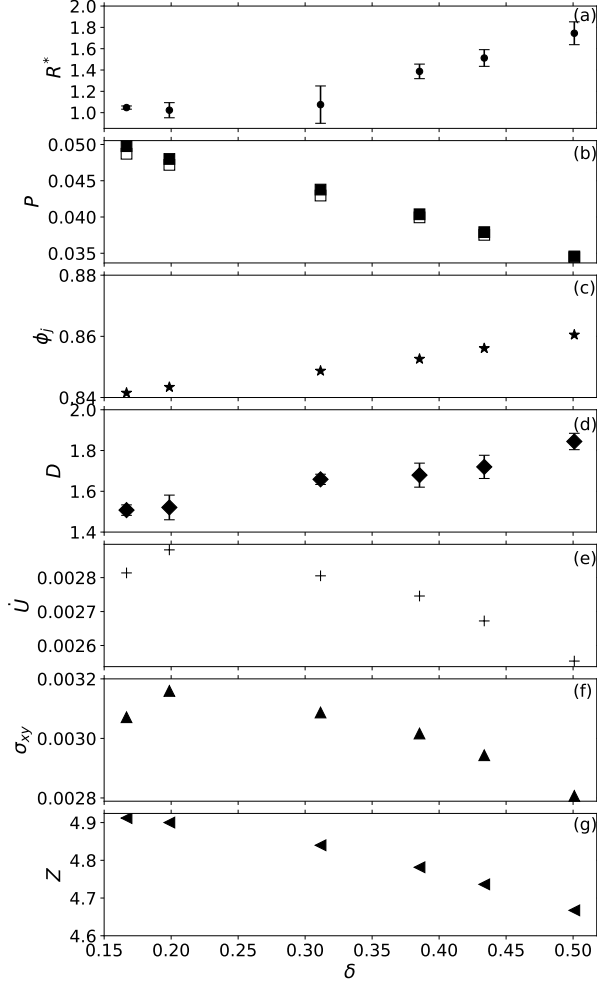 2.0
(a)
1.8
1.6
R*
1.4
1.2
1.0
0.050
(b)
0.045
P
0.040
0.035
0.88
(c)
ϕj
0.86
0.84
2.0
(d)
1.8
D
1.6
1.4
(e)
0.0028
U̇
0.0027
0.0026
0.0032
(f)
σxy
0.0030
0.0028
4.9
(g)
4.8
Z
4.7
4.6
0.15 0.20 0.25 0.30 0.35 0.40 0.45 0.50
δ